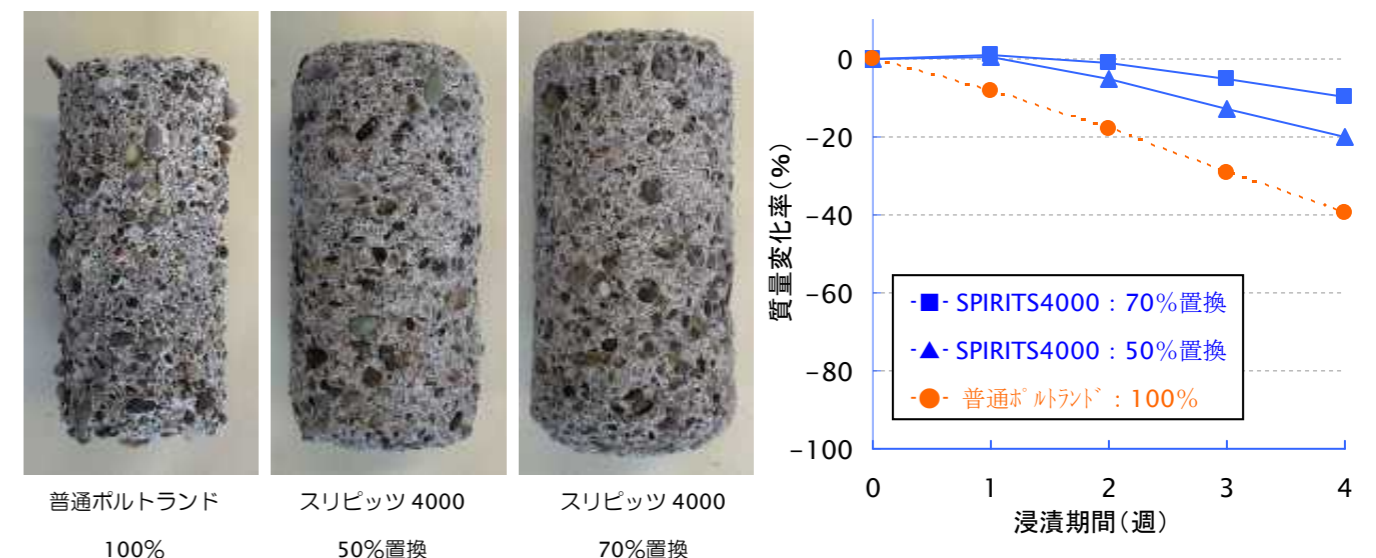 普通ポルトランド
100%
スリピッツ 4000
50%置換
スリピッツ 4000
70%置換
質量変化率(%)
0
−20
−40
−60
−80
−100
SPIRITS4000：70%置換
SPIRITS4000：50%置換
普通ﾎﾟﾙﾄﾗﾝﾄﾞ：100%
0 1 2 3 4
浸漬期間(週)